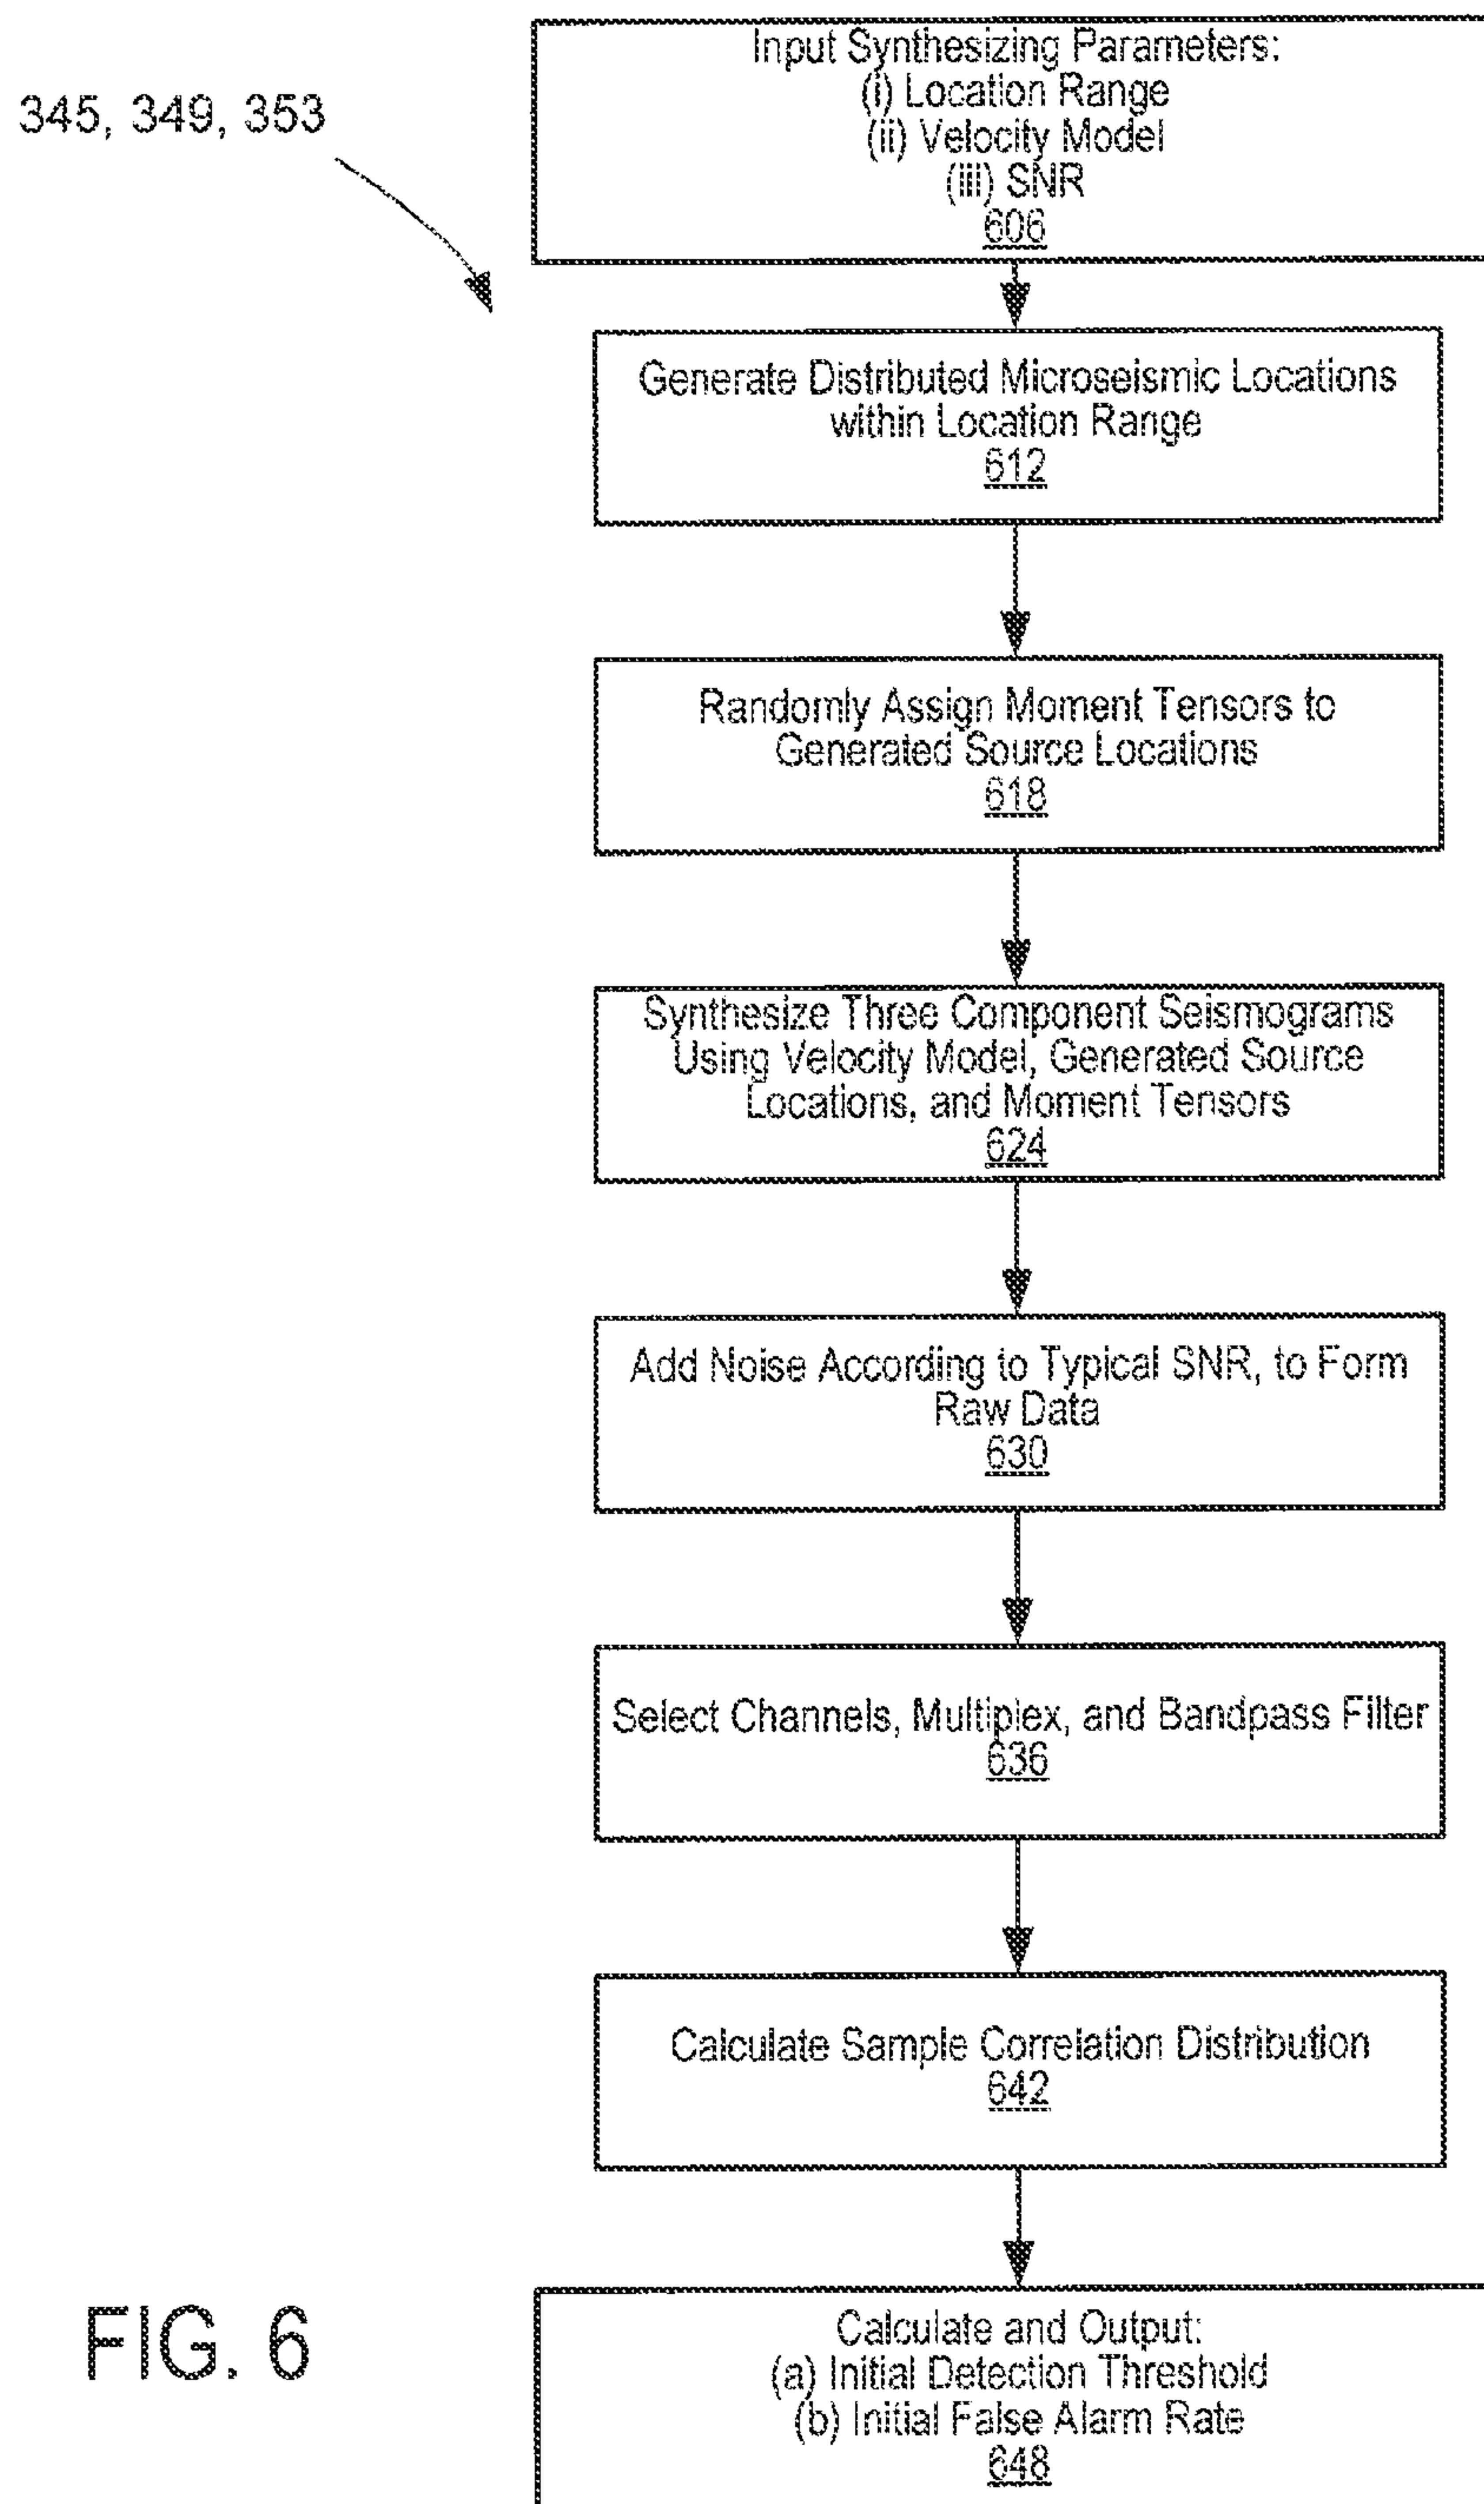 345, 349, 353
Input Synthesizing Parameters:
(i) Location Range
(ii) Velocity Model
(iii) SNR
606
Generate Distributed Microseismic Locations
within Location Range
612
Randomly Assign Moment Tensors to
Generated Source Locations
618
Synthesize Three Component Seismograms
Using Velocity Model, Generated Source
Locations, and Moment Tensors
624
Add Noise According to Typical SNR, to Form
Raw Data
630
Select Channels, Multiplex, and Bandpass Filter
636
Calculate Sample Correlation Distribution
642
Calculate and Output:
(a) Initial Detection Threshold
(b) Initial False Alarm Rate
648
FIG. 6